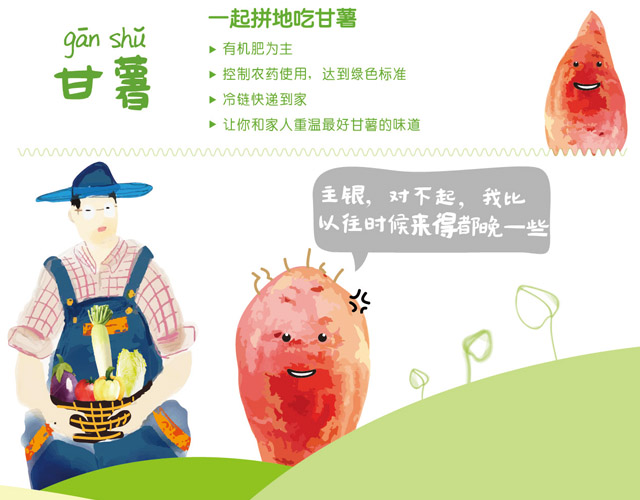 gān shǔ
甘薯
一起拼地吃甘薯
有机肥为主
控制农药使用，达到绿色标准
冷链快递到家
让你和家人重温最好甘薯的味道
主银，对不起，我比
以往时候来得都晚一些